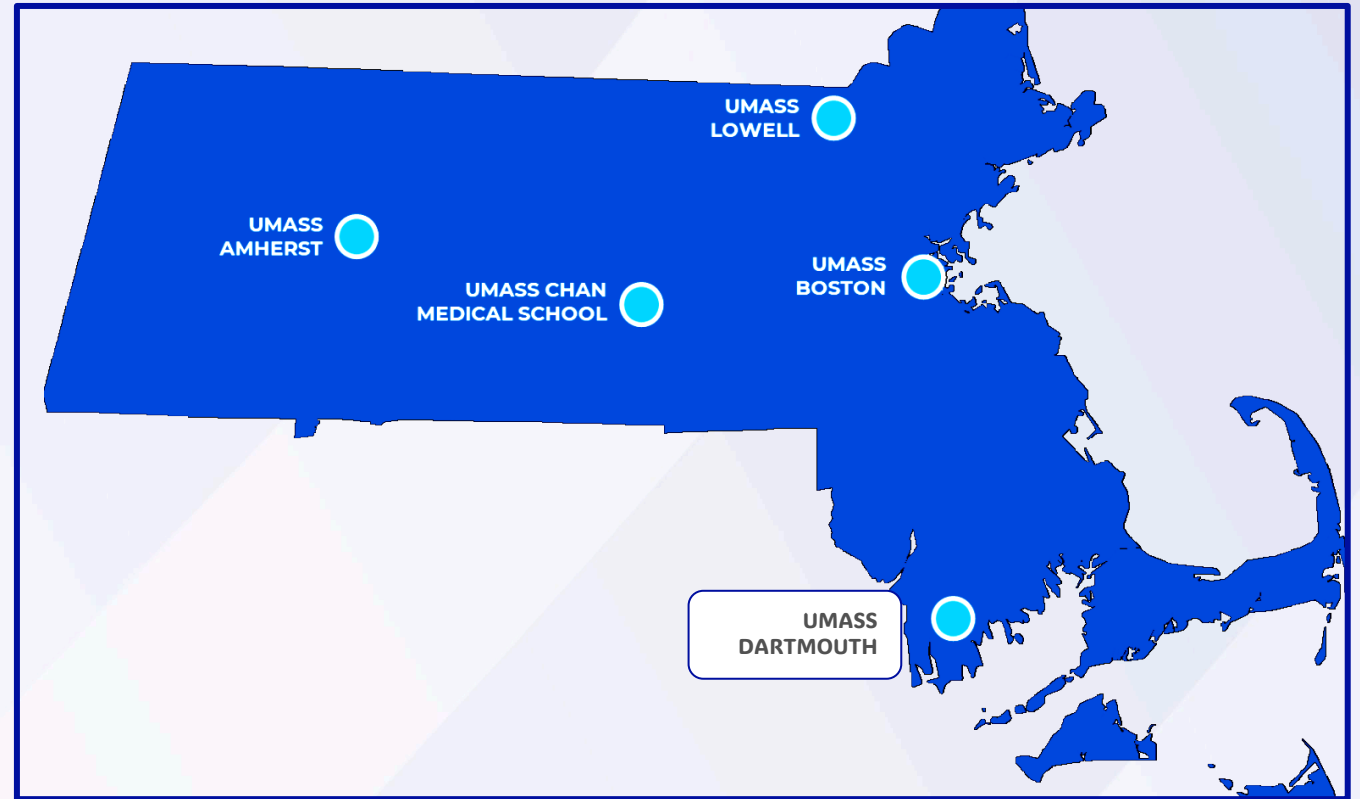 UMASS
LOWELL
UMASS
AMHERST
UMASS
BOSTON
UMASS CHAN
MEDICAL SCHOOL
UMASS
DARTMOUTH